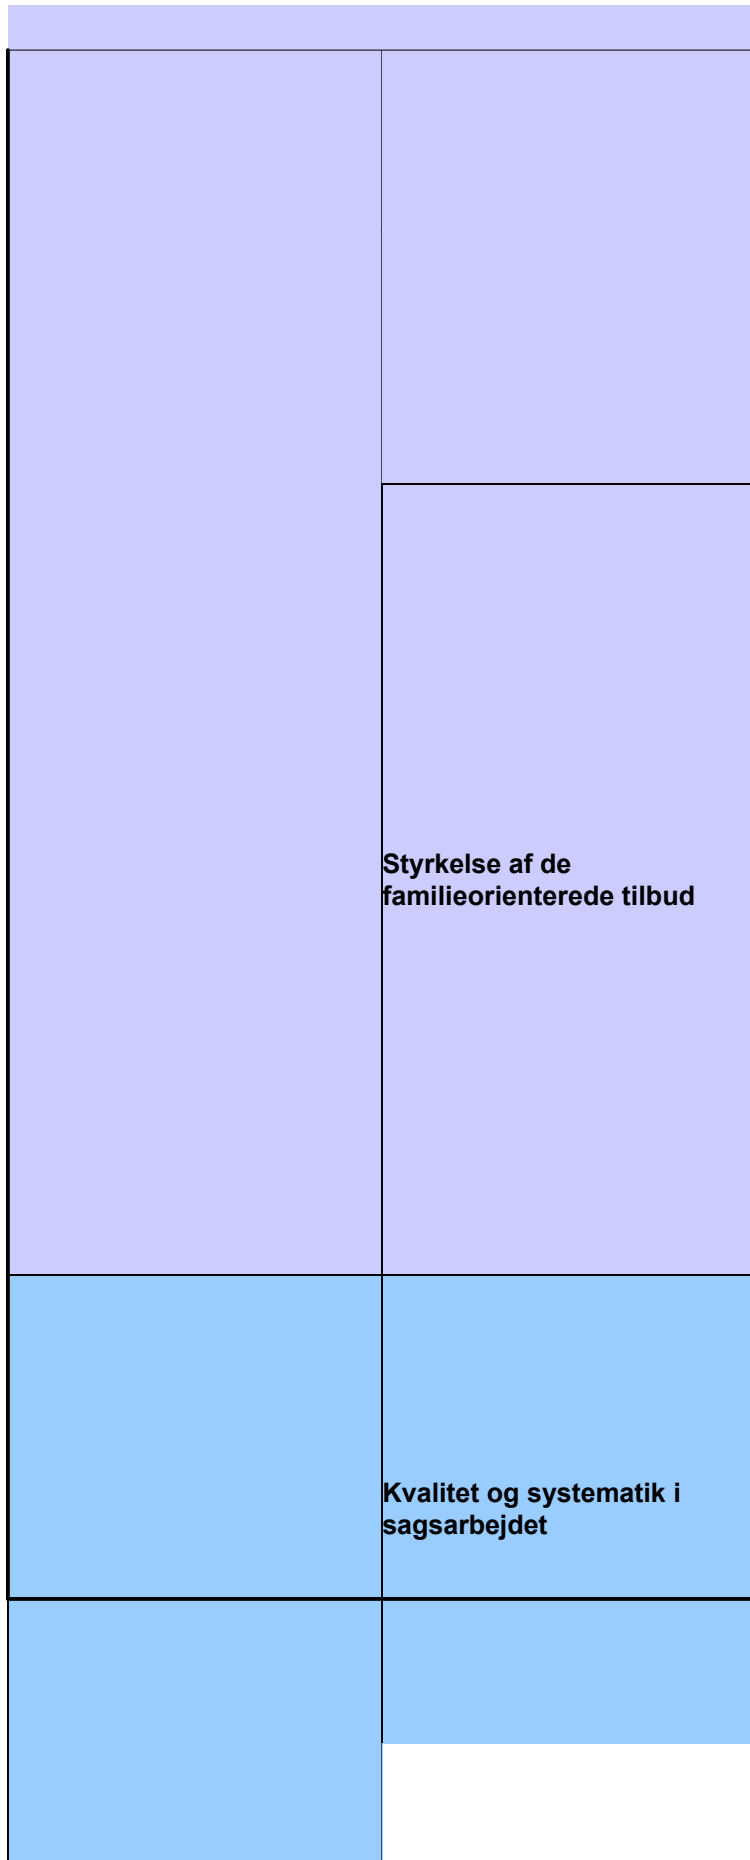 Styrkelse af de
familieorienterede tilbud
Kvalitet og systematik i
sagsarbejdet